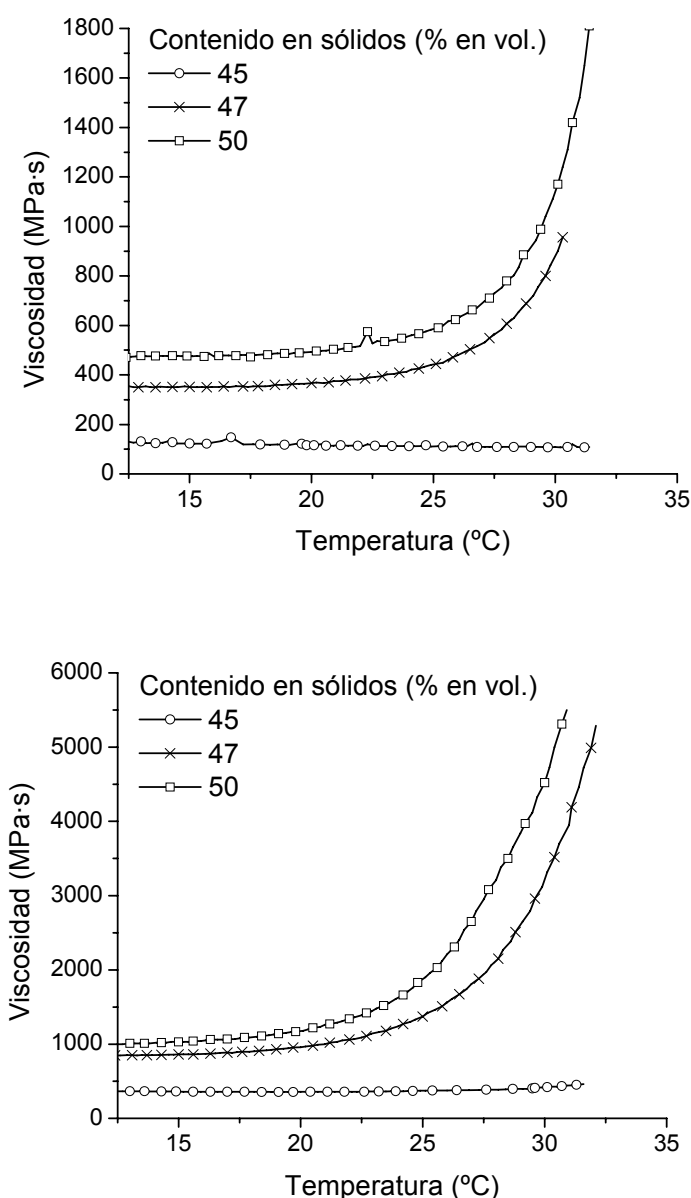 1800
1600
1400
1200
1000
800
600
400
200
0
Viscosidad (MPa·s)
Contenido en sólidos (% en vol.)
45
47
50
15 20 25 30 35
Temperatura (ºC)
6000
5000
4000
3000
2000
1000
0
Viscosidad (MPa·s)
Contenido en sólidos (% en vol.)
45
47
50
15 20 25 30 35
Temperatura (ºC)